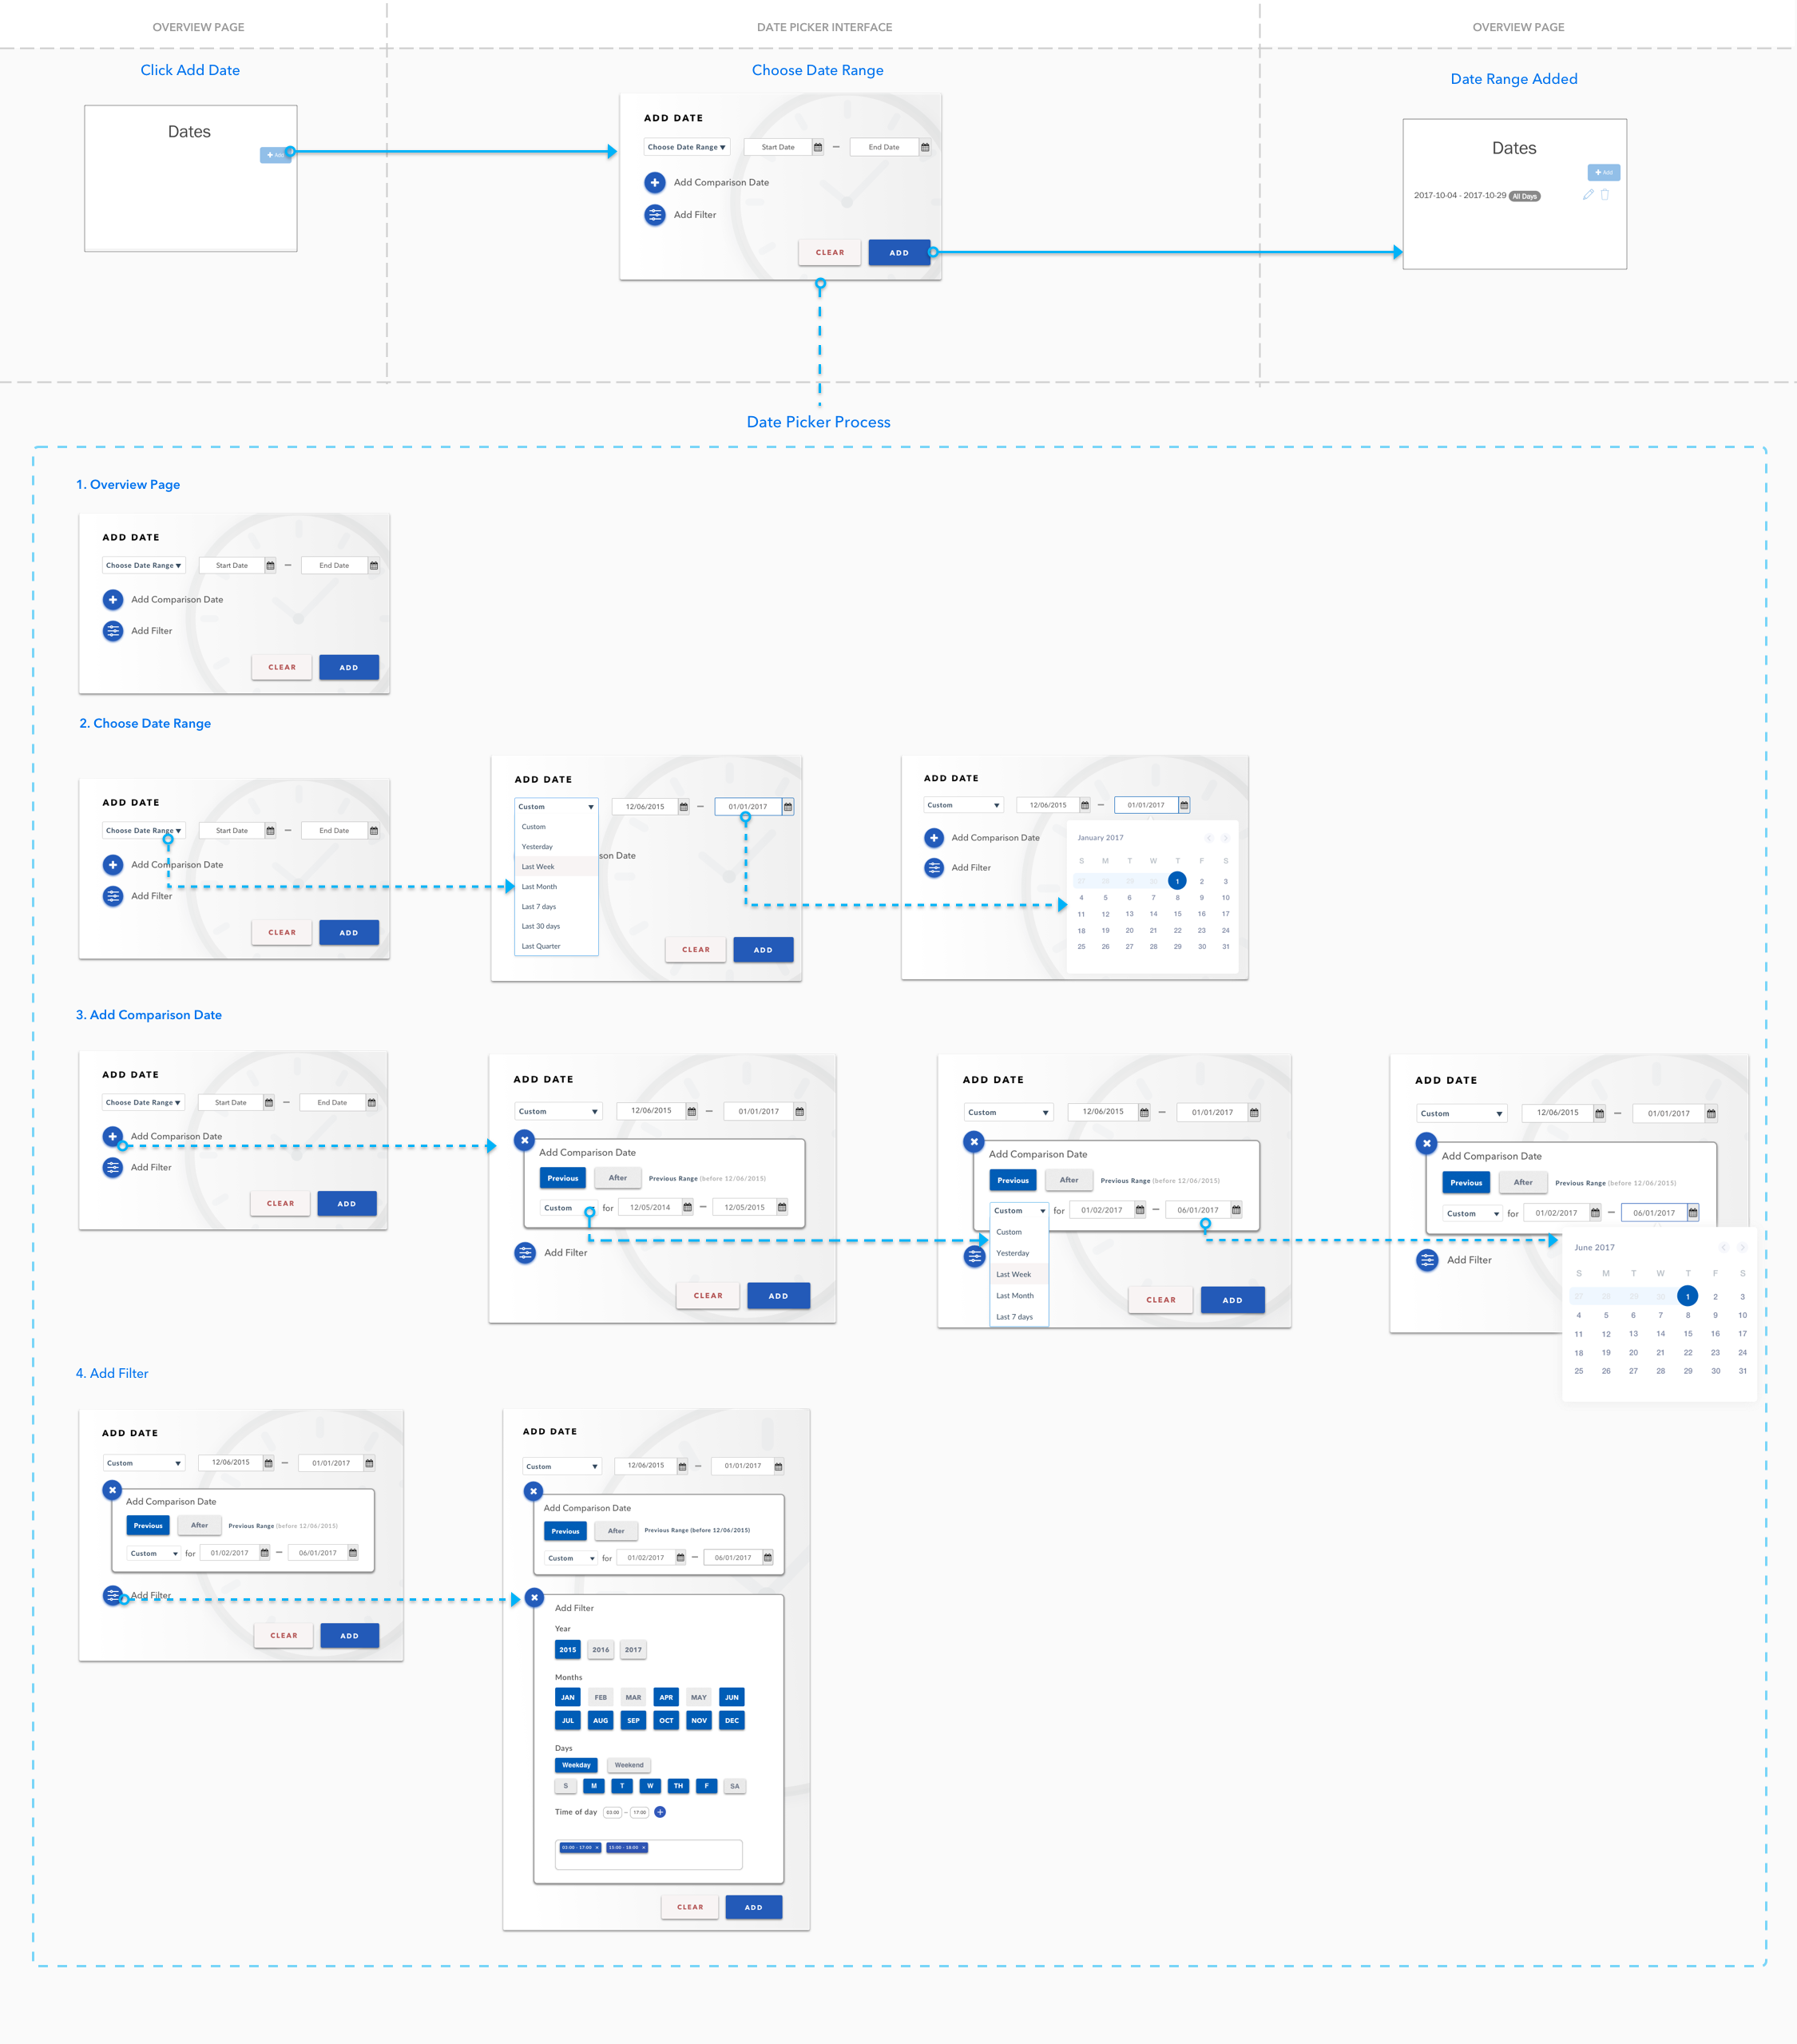 OVERVIEW PAGE
DATE PICKER INTERFACE
OVERVIEW PAGE
Click Add Date
Choose Date Range
Date Range Added
Dates
+ Add
ADD DATE
Choose Date Range ▾
Start Date
–
End Date
Add Comparison Date
Add Filter
CLEAR
ADD
Dates
+ Add
2017-10-04 - 2017-10-29 All Days
Date Picker Process
1. Overview Page
ADD DATE
Choose Date Range ▾
Start Date
–
End Date
Add Comparison Date
Add Filter
CLEAR
ADD
2. Choose Date Range
ADD DATE
Choose Date Range ▾
Start Date
–
End Date
Add Comparison Date
Add Filter
CLEAR
ADD
ADD DATE
Custom
12/06/2015
–
01/01/2017
Custom
Yesterday
son Date
Last Week
Last Month
Last 7 days
Last 30 days
Last Quarter
CLEAR
ADD
ADD DATE
Custom
12/06/2015
–
01/01/2017
Add Comparison Date
Add Filter
January 2017
S M T W T F S
27 28 29 30 1 2 3
4 5 6 7 8 9 10
11 12 13 14 15 16 17
18 19 20 21 22 23 24
25 26 27 28 29 30 31
3. Add Comparison Date
ADD DATE
Choose Date Range ▾
Start Date
–
End Date
Add Comparison Date
Add Filter
CLEAR
ADD
ADD DATE
Custom
12/06/2015
–
01/01/2017
Add Comparison Date
Previous
After
Previous Range (before 12/06/2015)
Custom
for
12/05/2014
–
12/05/2015
Add Filter
CLEAR
ADD
ADD DATE
Custom
12/06/2015
–
01/01/2017
Add Comparison Date
Previous
After
Previous Range (before 12/06/2015)
Custom
for
01/02/2017
–
06/01/2017
Custom
Yesterday
Last Week
Last Month
Last 7 days
CLEAR
ADD
ADD DATE
Custom
12/06/2015
–
01/01/2017
Add Comparison Date
Previous
After
Previous Range (before 12/06/2015)
Custom
for
01/02/2017
–
06/01/2017
Add Filter
June 2017
S M T W T F S
27 28 29 30 1 2 3
4 5 6 7 8 9 10
11 12 13 14 15 16 17
18 19 20 21 22 23 24
25 26 27 28 29 30 31
4. Add Filter
ADD DATE
Custom
12/06/2015
–
01/01/2017
Add Comparison Date
Previous
After
Previous Range (before 12/06/2015)
Custom
for
01/02/2017
–
06/01/2017
Add Filter
CLEAR
ADD
ADD DATE
Custom
12/06/2015
–
01/01/2017
Add Comparison Date
Previous
After
Previous Range (before 12/06/2015)
Custom
for
01/02/2017
–
06/01/2017
Add Filter
Year
2015 2016 2017
Months
JAN FEB MAR APR MAY JUN
JUL AUG SEP OCT NOV DEC
Days
Weekday Weekend
S M T W TH F SA
Time of day 03:00 – 17:00
03:00 - 17:00 × 15:00 - 18:00 ×
CLEAR
ADD